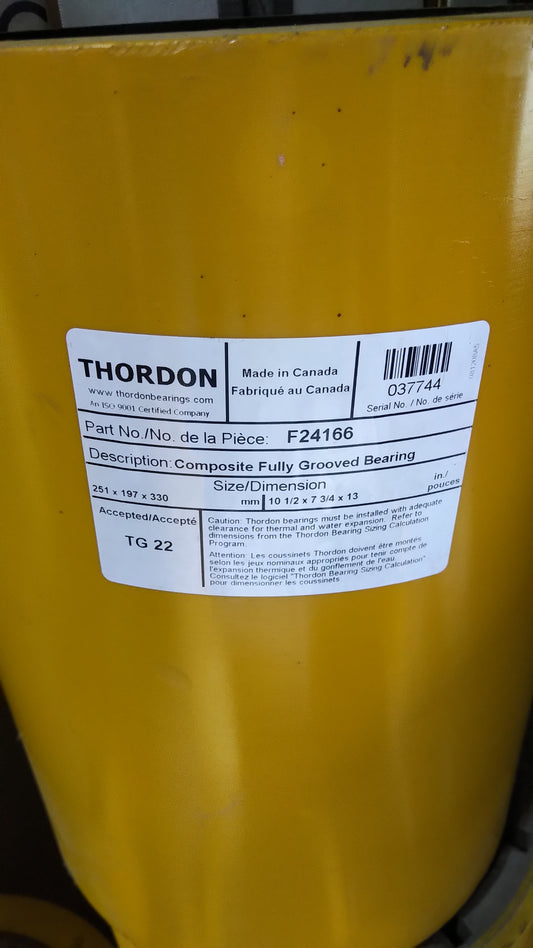 THORDON
www.thordonbearings.com
An ISO 9001 Certified Company
Made in Canada
Fabriqué au Canada
037744
Serial No. / No. de série
Part No./No. de la Pièce: F24166
Description: Composite Fully Grooved Bearing
Size/Dimension
251 x 197 x 330 mm
10 1/2 x 7 3/4 x 13 in./pouces
Accepted/Accepté
TG 22
Caution: Thordon bearings must be installed with adequate
clearance for thermal and water expansion. Refer to
dimensions from the Thordon Bearing Sizing Calculation
Program.
Attention: Les coussinets Thordon doivent être montés
selon les jeux nominaux appropriés pour tenir compte de
l'expansion thermique et du gonflement de l'eau.
Consultez le logiciel "Thordon Bearing Sizing Calculation"
pour dimensionner les coussinets.